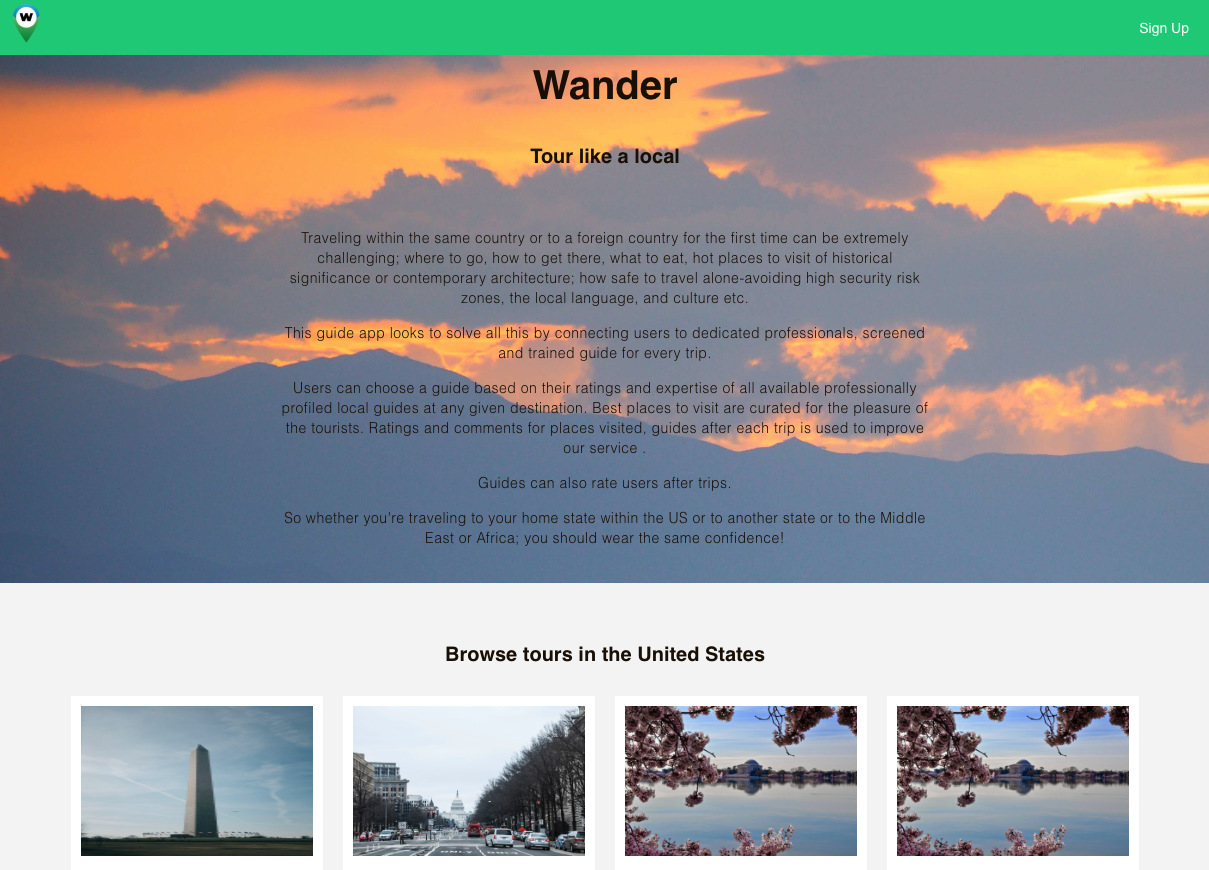 W
Sign Up
Wander
Tour like a local
Traveling within the same country or to a foreign country for the first time can be extremely
challenging; where to go, how to get there, what to eat, hot places to visit of historical
significance or contemporary architecture; how safe to travel alone-avoiding high security risk
zones, the local language, and culture etc.
This guide app looks to solve all this by connecting users to dedicated professionals, screened
and trained guide for every trip.
Users can choose a guide based on their ratings and expertise of all available professionally
profiled local guides at any given destination. Best places to visit are curated for the pleasure of
the tourists. Ratings and comments for places visited, guides after each trip is used to improve
our service .
Guides can also rate users after trips.
So whether you're traveling to your home state within the US or to another state or to the Middle
East or Africa; you should wear the same confidence!
Browse tours in the United States
ONLY ONLY